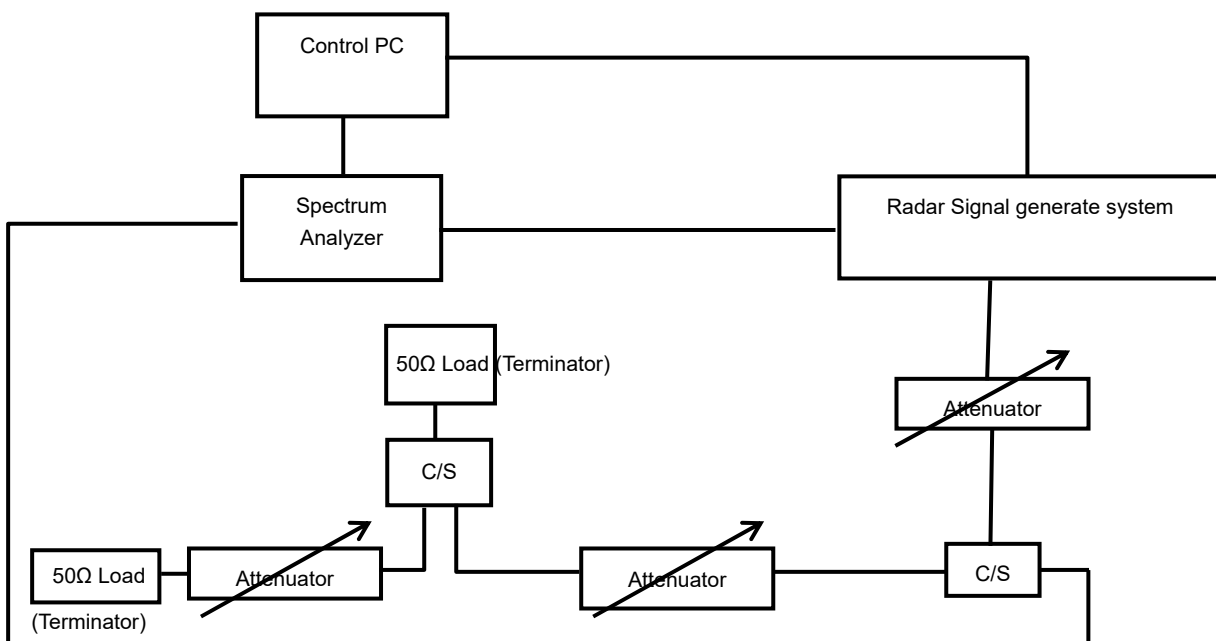 Control PC
Spectrum
Analyzer
Radar Signal generate system
50Ω Load (Terminator)
Attenuator
C/S
50Ω Load
(Terminator)
Attenuator
Attenuator
C/S